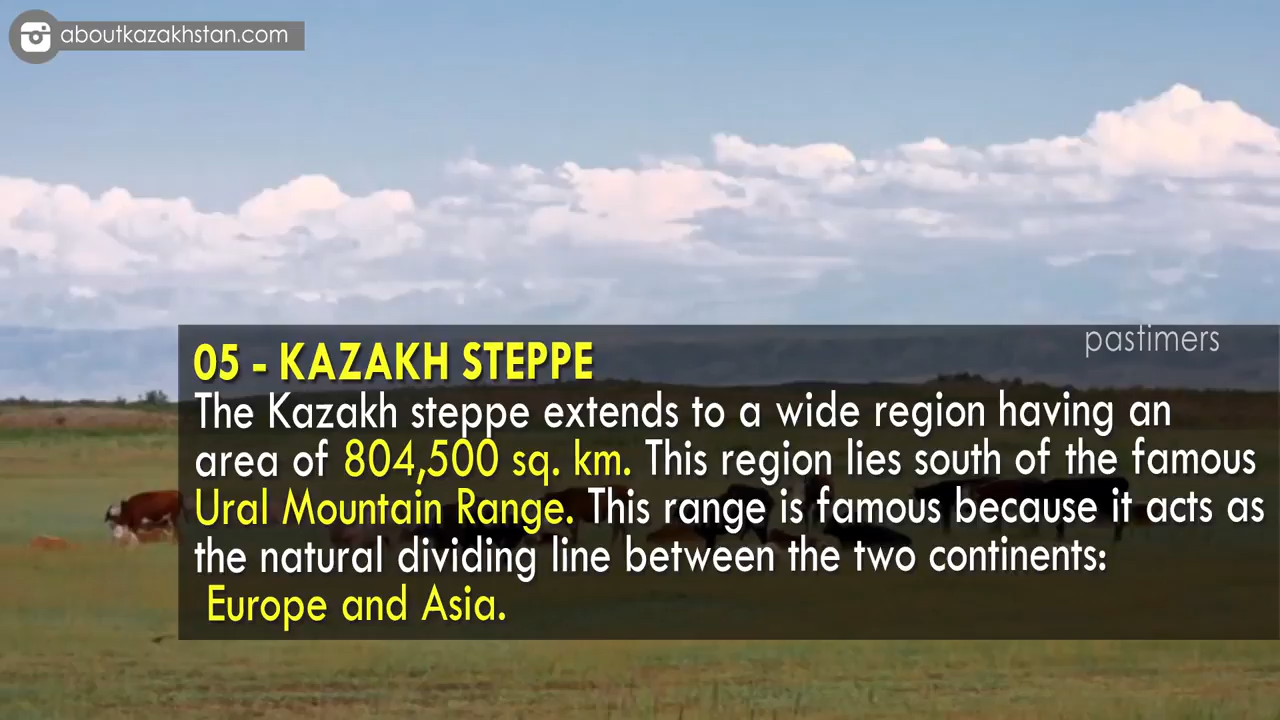 aboutkazakhstan.com
pastimers
05 - KAZAKH STEPPE
The Kazakh steppe extends to a wide region having an
area of 804,500 sq. km. This region lies south of the famous
Ural Mountain Range. This range is famous because it acts as
the natural dividing line between the two continents:
Europe and Asia.